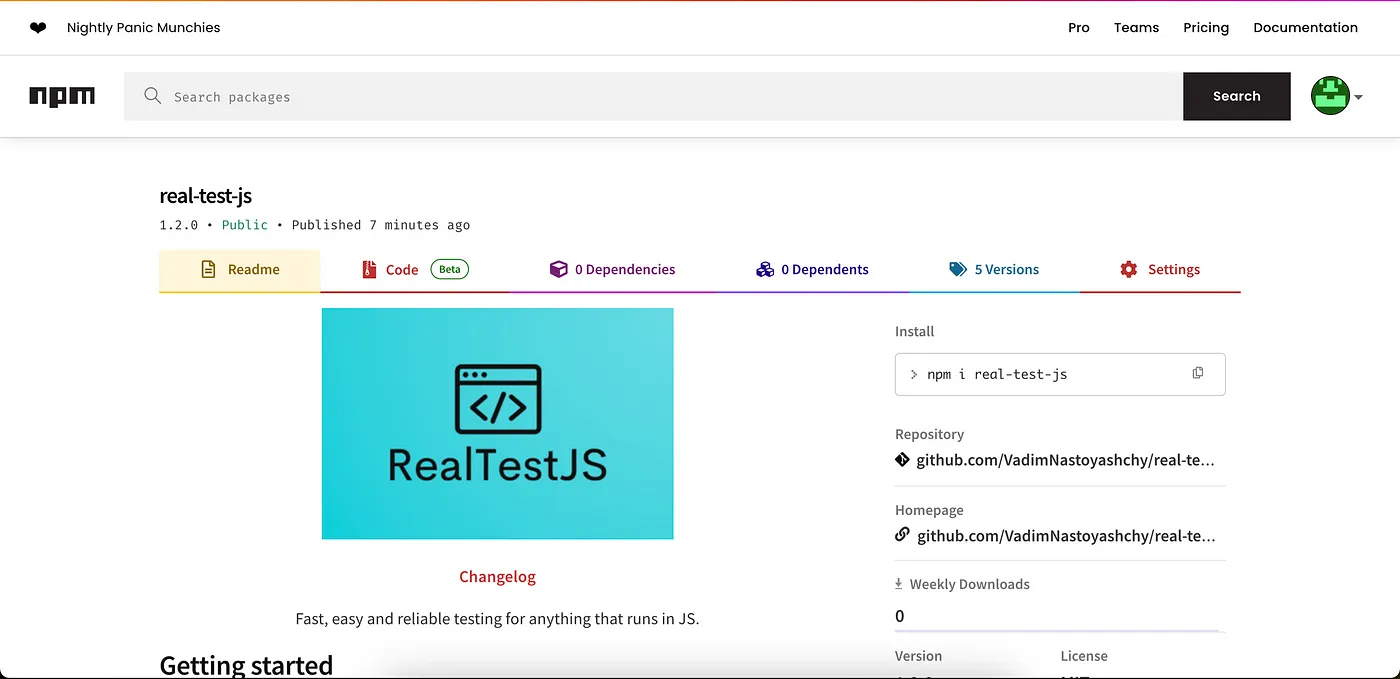 Nightly Panic Munchies
Pro Teams Pricing Documentation
npm
Search packages
Search
real-test-js
1.2.0 • Public • Published 7 minutes ago
Readme
Code Beta
0 Dependencies
0 Dependents
5 Versions
Settings
RealTestJS
Changelog
Fast, easy and reliable testing for anything that runs in JS.
Getting started
Install
> npm i real-test-js
Repository
github.com/VadimNastoyashchy/real-te...
Homepage
github.com/VadimNastoyashchy/real-te...
Weekly Downloads
0
Version License